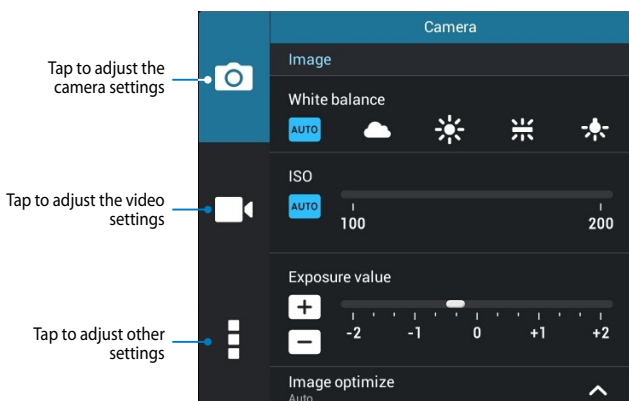 Camera
Tap to adjust the
camera settings
Image
White balance
AUTO
ISO
AUTO
100 200
Tap to adjust the video
settings
Exposure value
-2 -1 0 +1 +2
Tap to adjust other
settings
Image optimize
Auto